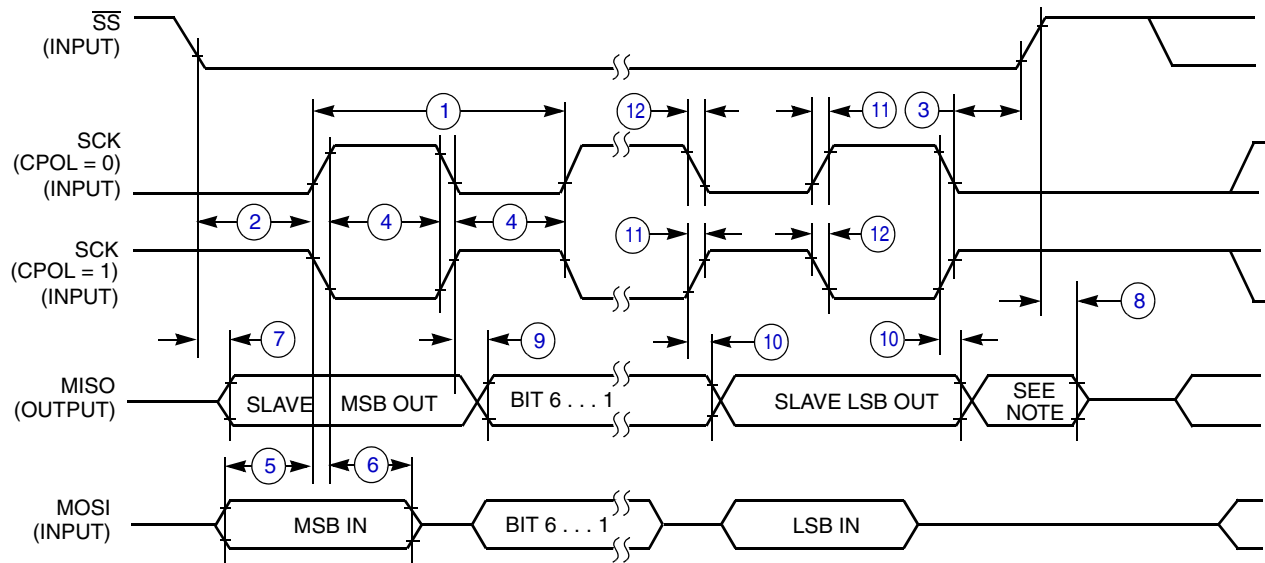 SS
(INPUT)
1
12
11
3
SCK
(CPOL = 0)
(INPUT)
2
4
4
11
12
SCK
(CPOL = 1)
(INPUT)
8
7
9
10
10
MISO
(OUTPUT)
SLAVE MSB OUT
BIT 6 . . . 1
SLAVE LSB OUT
SEE
NOTE
5
6
MOSI
(INPUT)
MSB IN
BIT 6 . . . 1
LSB IN